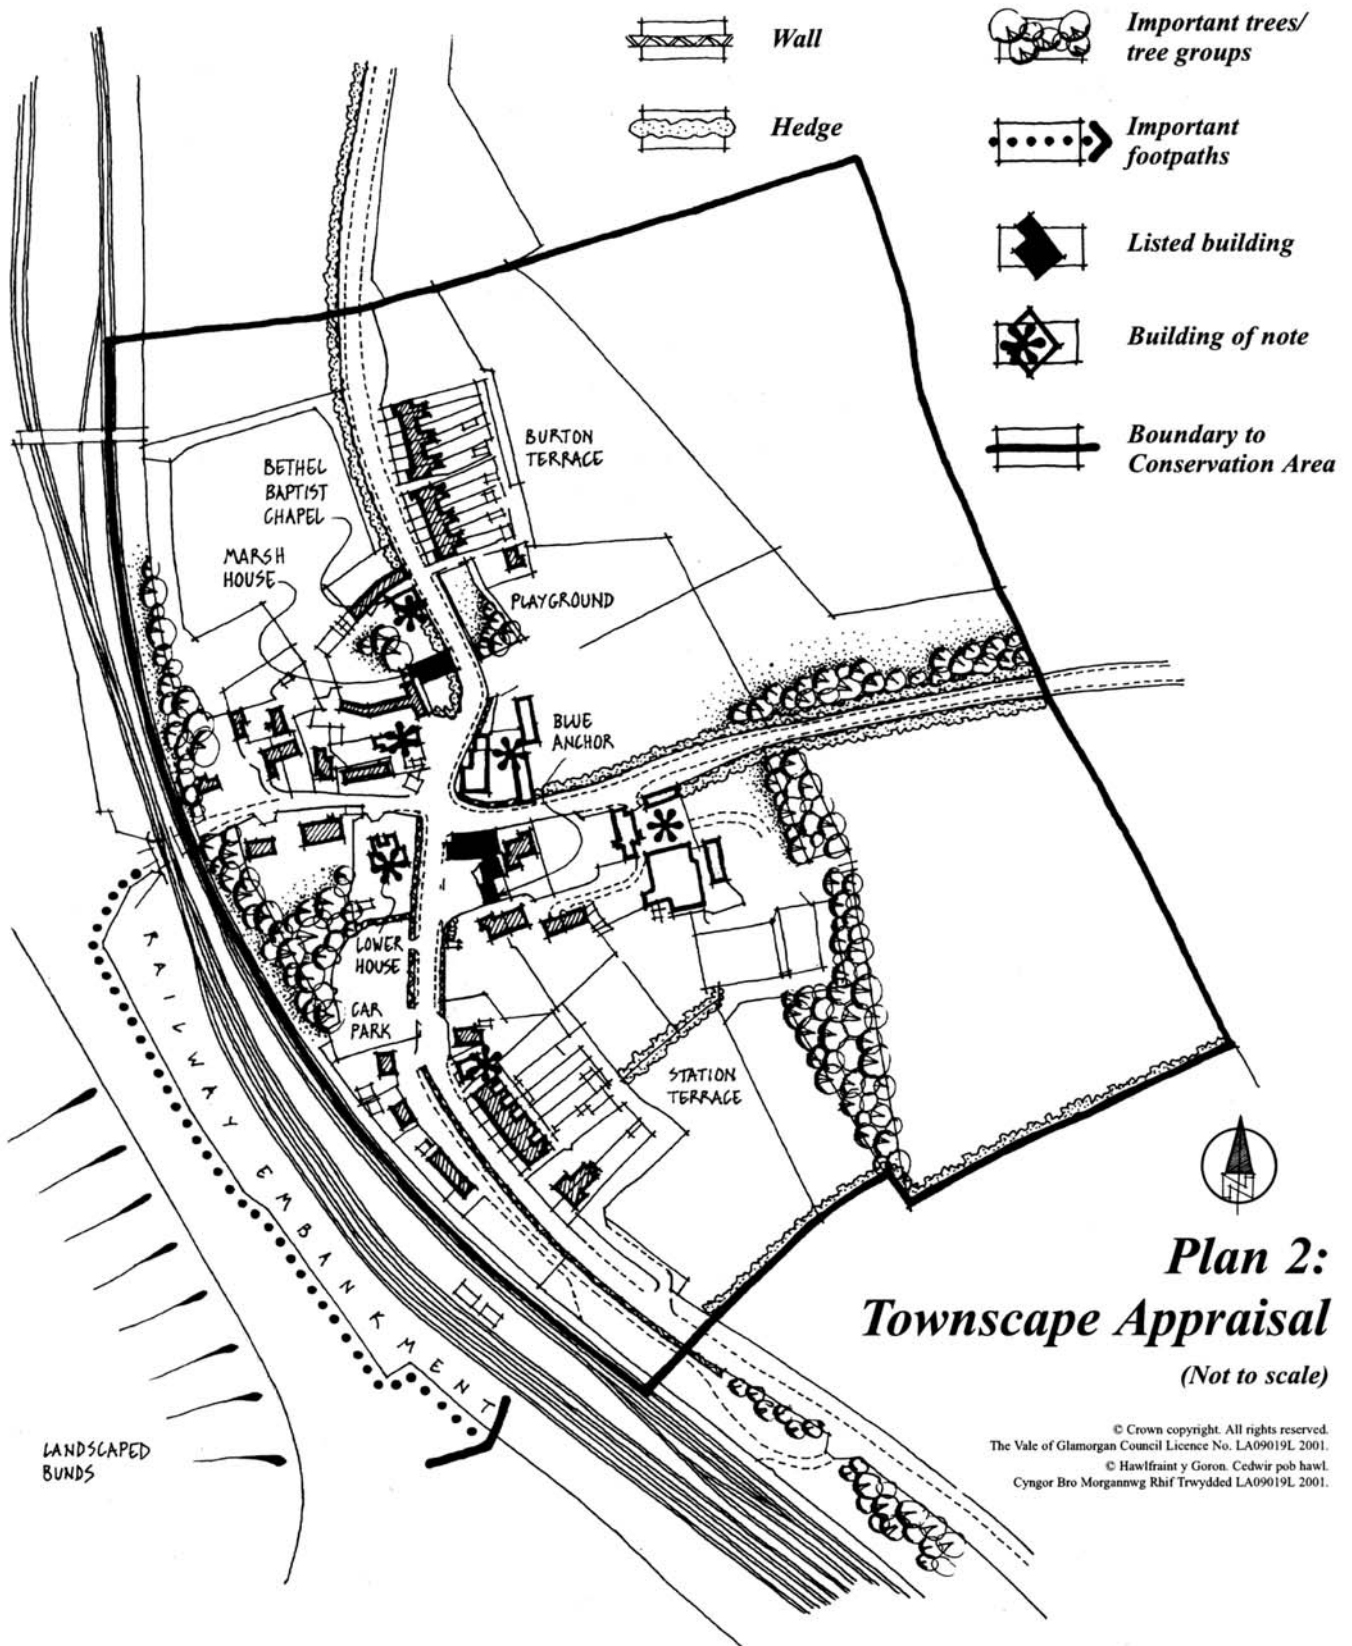 Wall
Hedge
Important trees/
tree groups
Important
footpaths
Listed building
Building of note
Boundary to
Conservation Area
BURTON
TERRACE
BETHEL
BAPTIST
CHAPEL
MARSH
HOUSE
PLAYGROUND
BLUE
ANCHOR
LOWER
HOUSE
CAR
PARK
STATION
TERRACE
RAILWAY EMBANKMENT
LANDSCAPED
BUNDS
N
Plan 2:
Townscape Appraisal
(Not to scale)
© Crown copyright. All rights reserved.
The Vale of Glamorgan Council Licence No. LA09019L 2001.
© Hawlfraint y Goron. Cedwir pob hawl.
Cyngor Bro Morgannwg Rhif Trwydded LA09019L 2001.